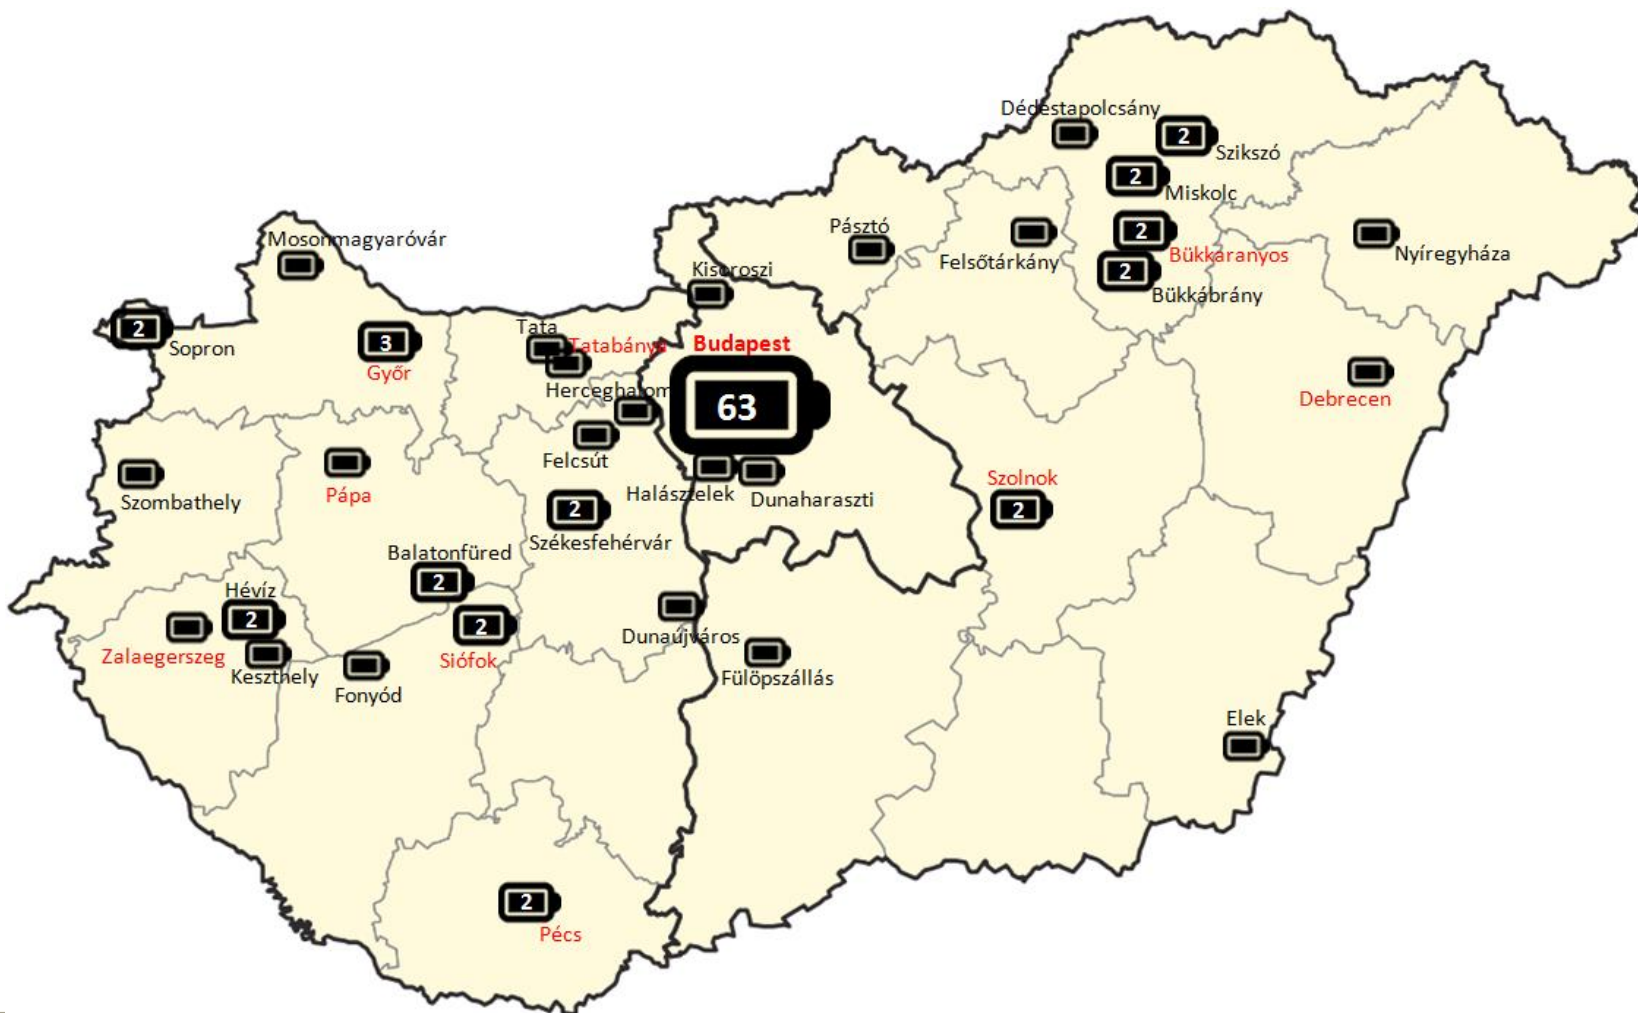 Dédestapolcsány
2
Szikszó
2
Miskolc
Pásztó
2
Mosonmagyaróvár
Felsőtárkány
Bükkaranyos
Nyíregyháza
Kisoroszi
2
Bükkábrány
2
Sopron
3
Győr
Tata
Tatabánya
Budapest
Herceghalom
63
Debrecen
Felcsút
Pápa
Szombathely
Halásztelek
Dunaharaszti
Szolnok
2
2
Székesfehérvár
Balatonfüred
2
Hévíz
2
2
Dunaújváros
Zalaegerszeg
Siófok
Keszthely
Fonyód
Fülöpszállás
Elek
2
Pécs